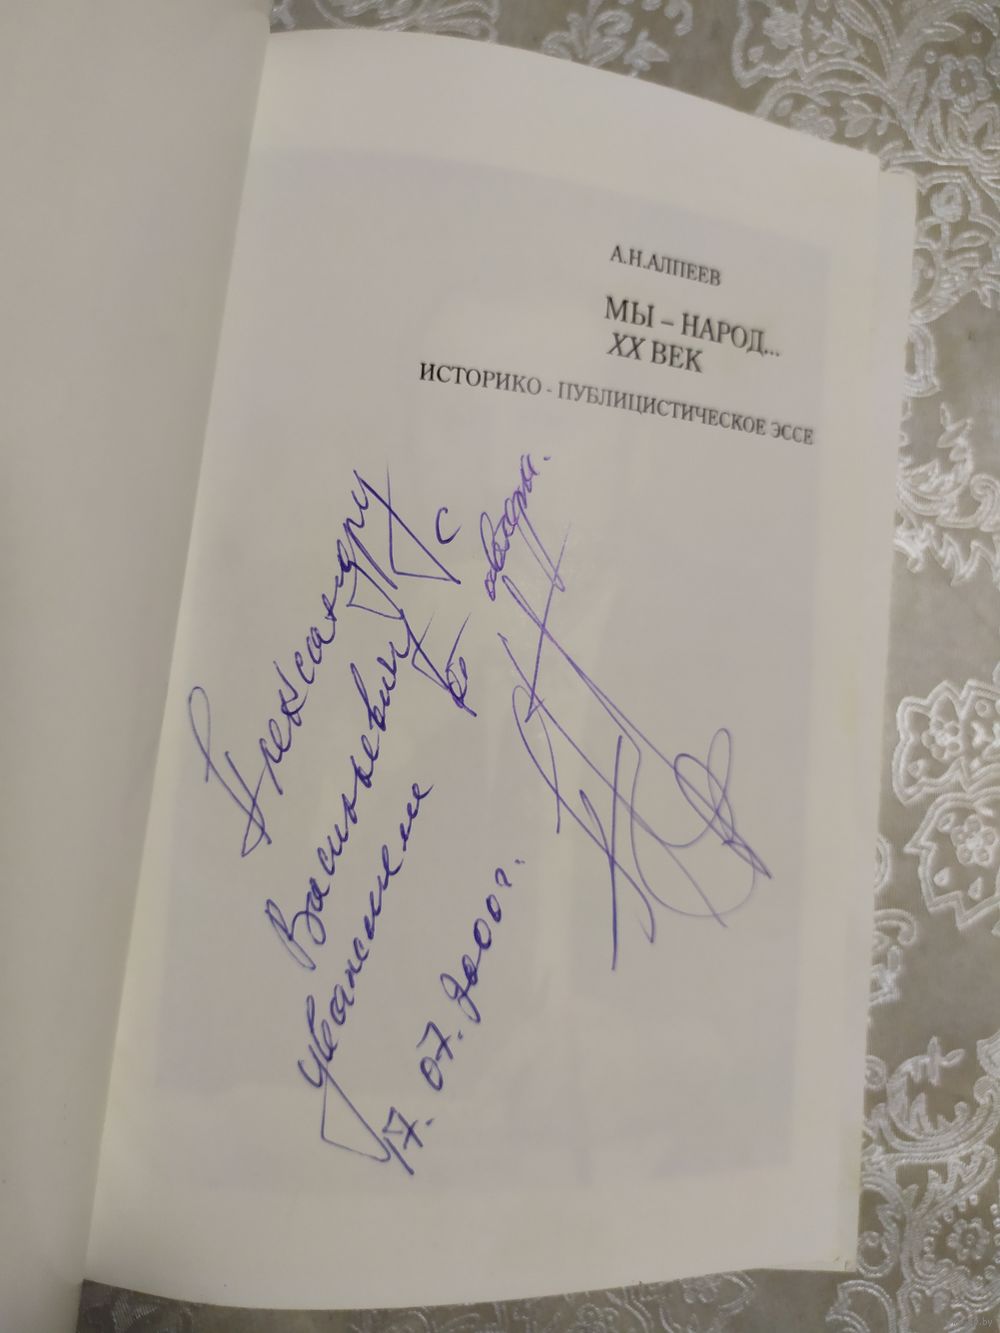 А.Н.АЛПЕЕВ
МЫ – НАРОД...
XX ВЕК
ИСТОРИКО - ПУБЛИЦИСТИЧЕСКОЕ ЭССЕ
Александру
Васильевичу с
уважением от автора.
17.07.2000г.